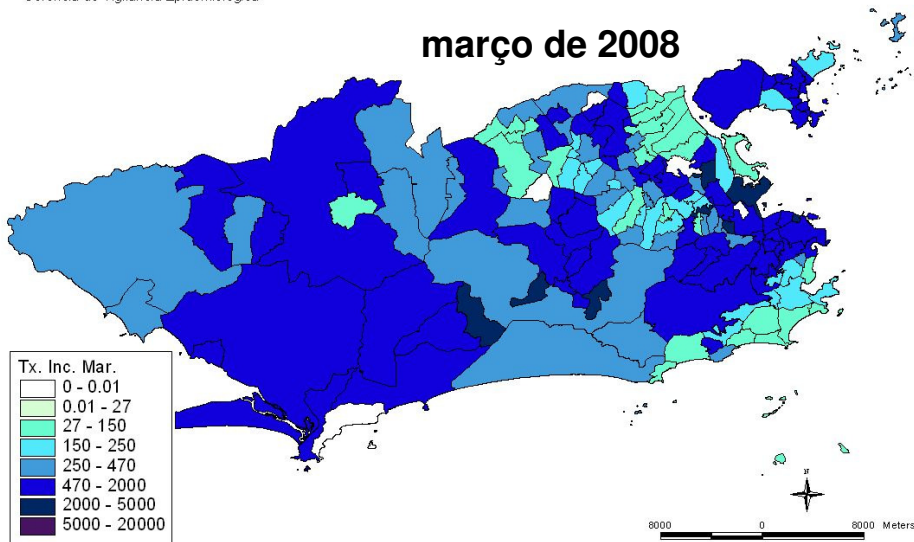 março de 2008
Tx. Inc. Mar.
0 - 0.01
0.01 - 27
27 - 150
150 - 250
250 - 470
470 - 2000
2000 - 5000
5000 - 20000
8000 0 8000 Meters